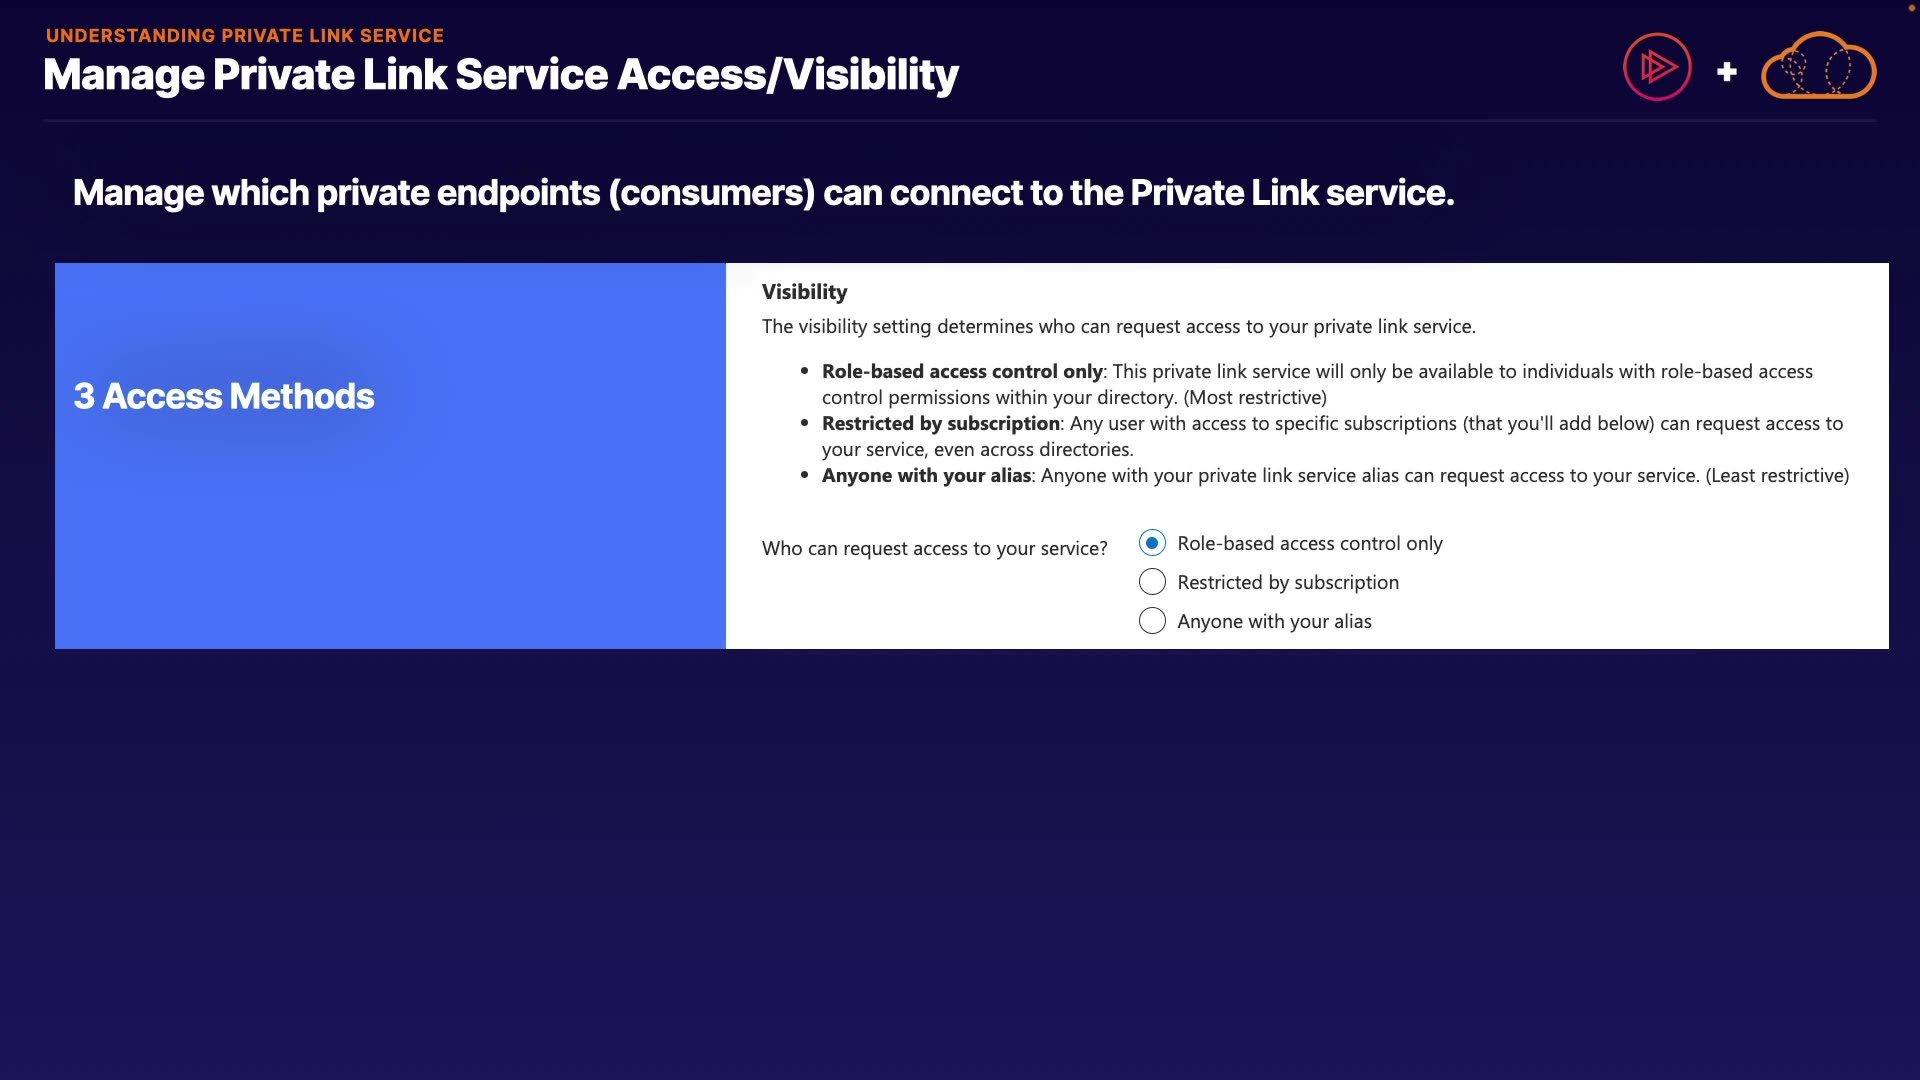 UNDERSTANDING PRIVATE LINK SERVICE
Manage Private Link Service Access/Visibility
Manage which private endpoints (consumers) can connect to the Private Link service.
3 Access Methods
Visibility
The visibility setting determines who can request access to your private link service.
• Role-based access control only: This private link service will only be available to individuals with role-based access
control permissions within your directory. (Most restrictive)
• Restricted by subscription: Any user with access to specific subscriptions (that you'll add below) can request access to
your service, even across directories.
• Anyone with your alias: Anyone with your private link service alias can request access to your service. (Least restrictive)
Who can request access to your service?
Role-based access control only
Restricted by subscription
Anyone with your alias